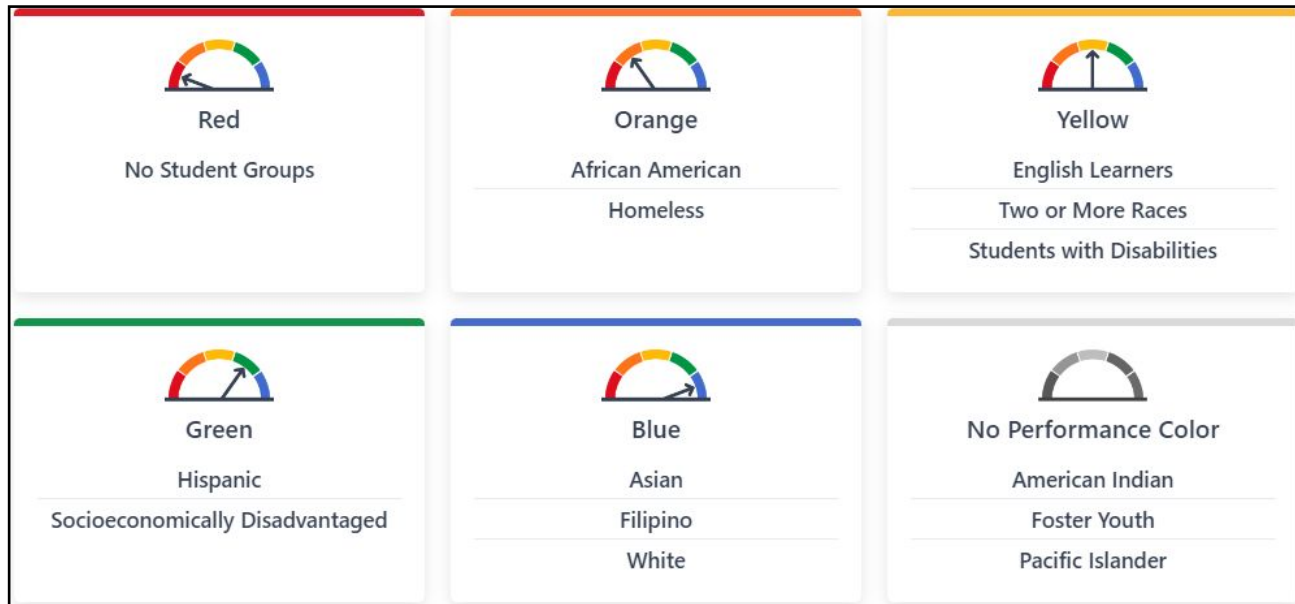 Red
No Student Groups
Orange
African American
Homeless
Yellow
English Learners
Two or More Races
Students with Disabilities
Green
Hispanic
Socioeconomically Disadvantaged
Blue
Asian
Filipino
White
No Performance Color
American Indian
Foster Youth
Pacific Islander